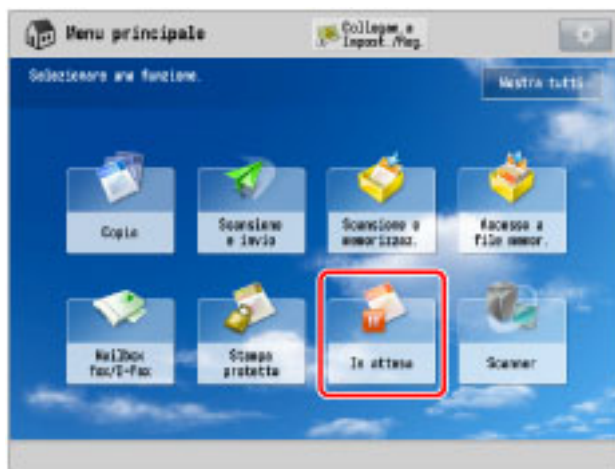 Menu principale
Collegam. a
Impost./Reg.
Selezionare una funzione.
Mostra tutti
Copia
Scansione
e invio
Scansione e
memorizzaz.
Accesso a
file memor.
Mailbox
fax/I-Fax
Stampa
protetta
In attesa
Scanner